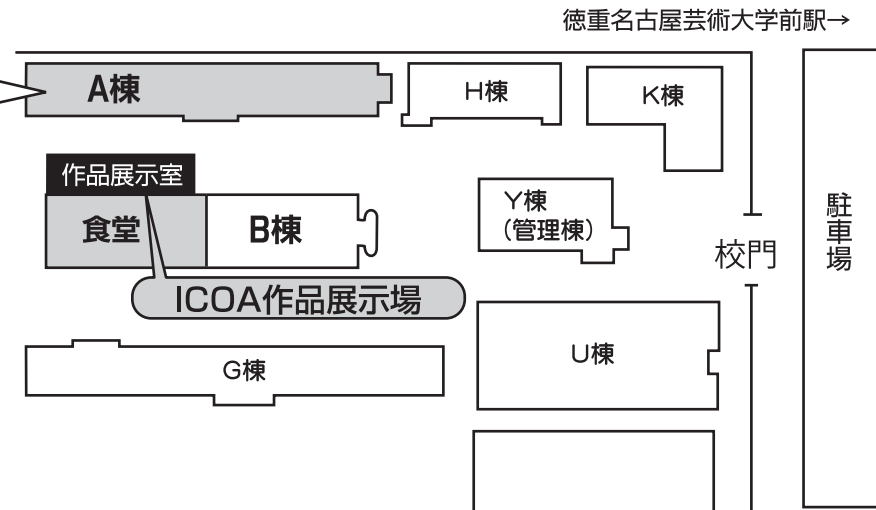 徳重名古屋芸術大学前駅→
A棟
H棟
K棟
作品展示室
食堂
B棟
Y棟
(管理棟)
校門
駐車場
ICOA作品展示場
U棟
G棟